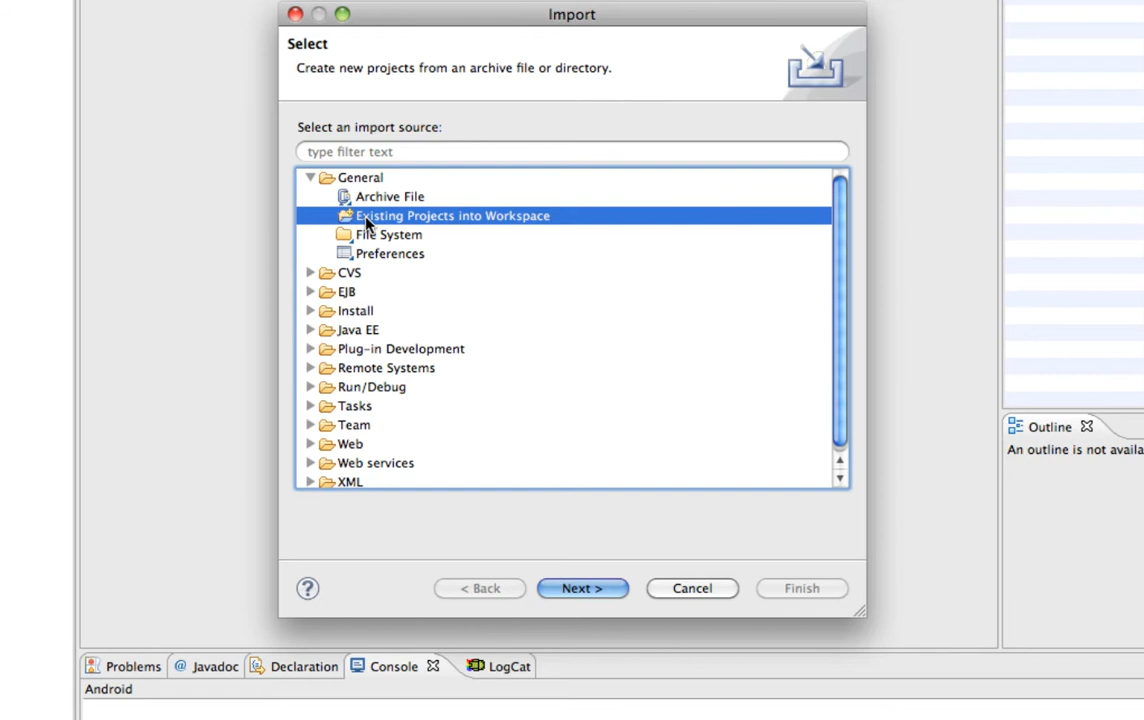 Import
Select
Create new projects from an archive file or directory.
Select an import source:
type filter text
General
Archive File
Existing Projects into Workspace
File System
Preferences
CVS
EJB
Install
Java EE
Plug-in Development
Remote Systems
Run/Debug
Tasks
Team
Web
Web services
XML
? < Back Next > Cancel Finish
Outline
An outline is not availa
Problems @ Javadoc Declaration Console LogCat
Android